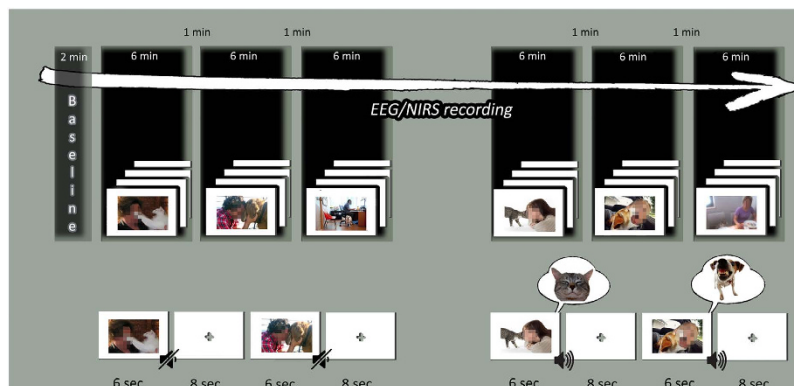 1 min 1 min 1 min 1 min
2 min 6 min 6 min 6 min 6 min 6 min 6 min
EEG/NIRS recording
Baseline
6 sec 8 sec 6 sec 8 sec 6 sec 8 sec 6 sec 8 sec